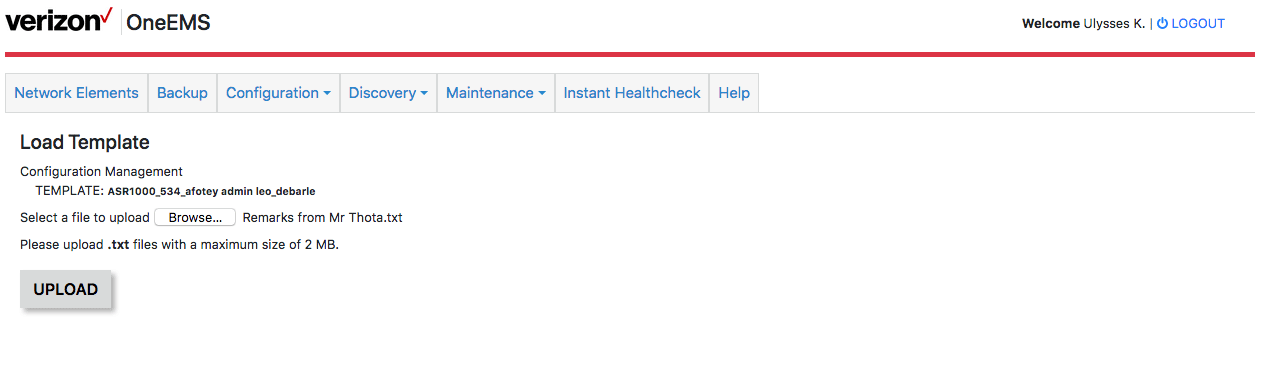 verizon✓ OneEMS
Welcome Ulysses K. | LOGOUT
Network Elements Backup Configuration Discovery Maintenance Instant Healthcheck Help
Load Template
Configuration Management
TEMPLATE: ASR1000_534_afotey admin leo_debarle
Select a file to upload Browse... Remarks from Mr Thota.txt
Please upload .txt files with a maximum size of 2 MB.
UPLOAD